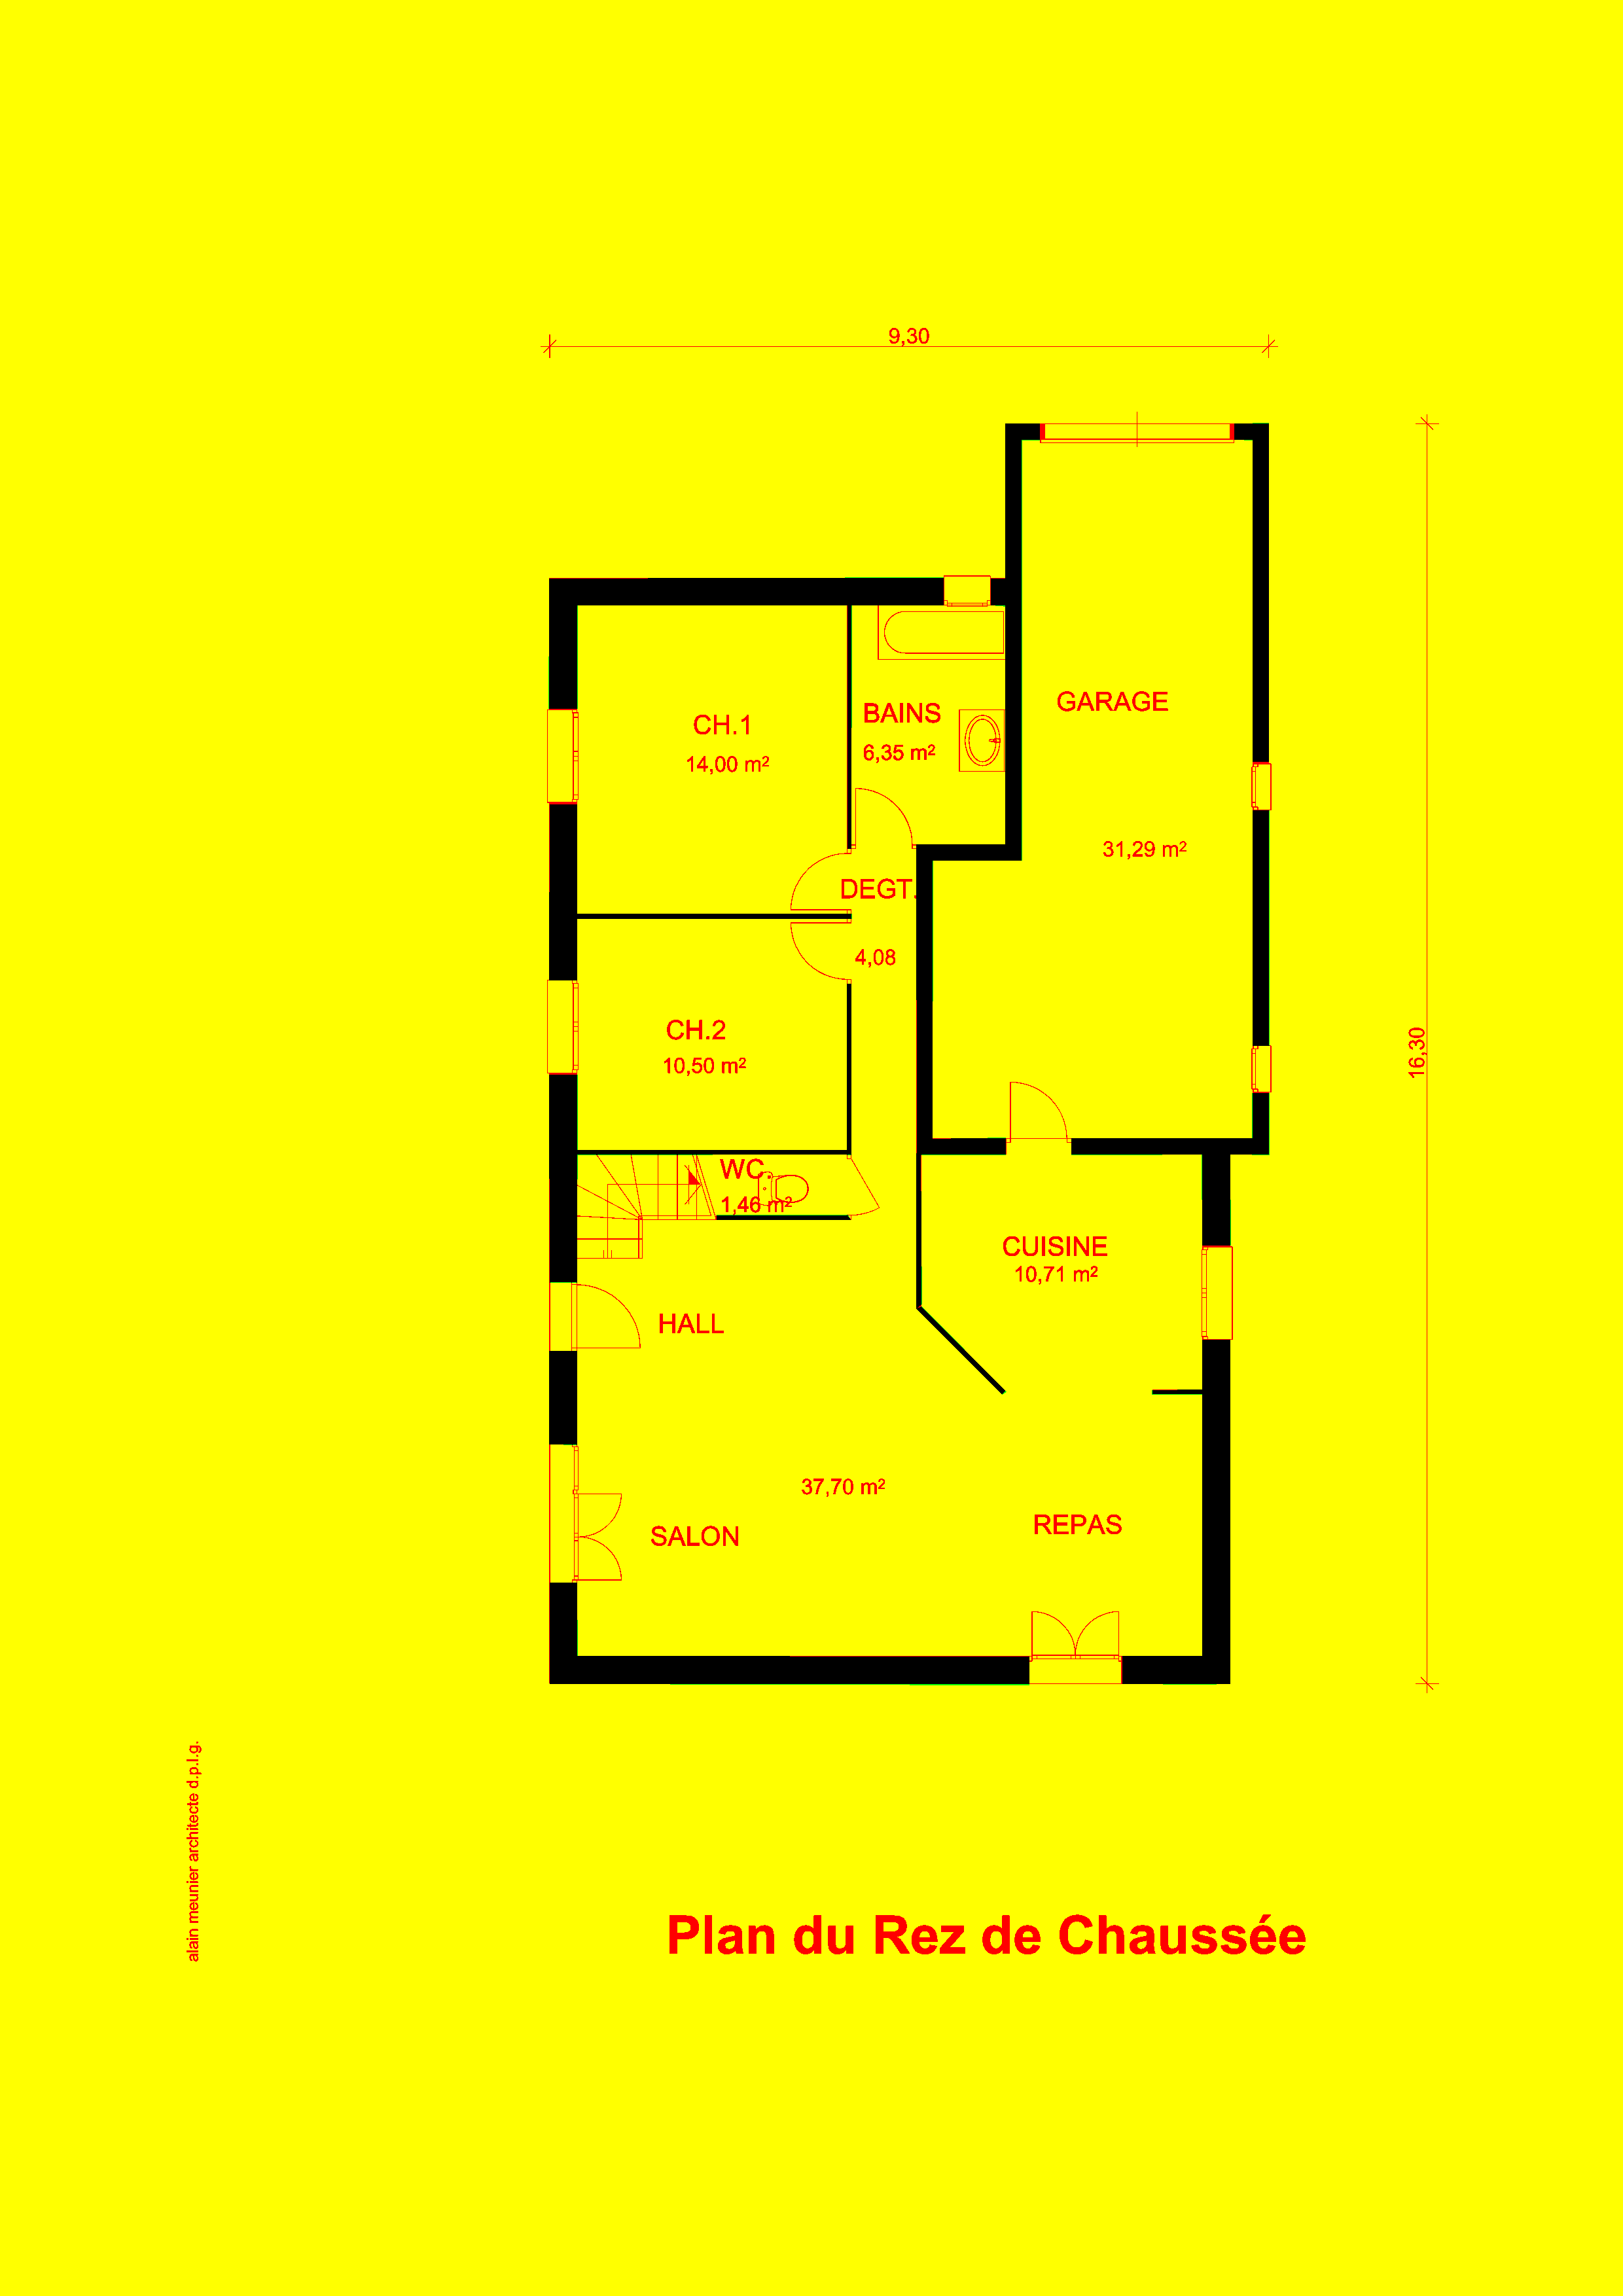 9,30
GARAGE
BAINS
CH.1
6,35 m²
14,00 m²
31,29 m²
DEGT.
4,08
CH.2
16,30
10,50 m²
WC
1,46 m²
CUISINE
10,71 m²
HALL
37,70 m²
REPAS
SALON
alain meunier architecte d.p.l.g.
Plan du Rez de Chaussée